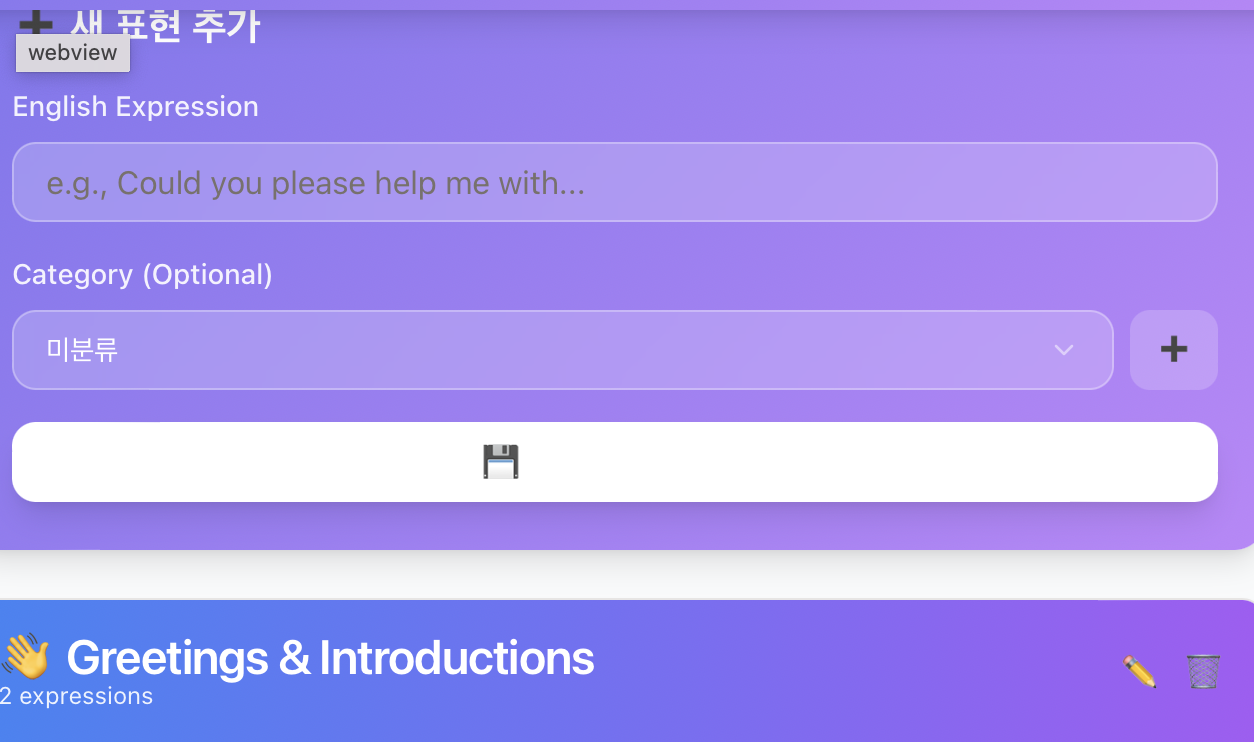 새 표현 추가
webview
English Expression
e.g., Could you please help me with...
Category (Optional)
미분류
Greetings & Introductions
2 expressions